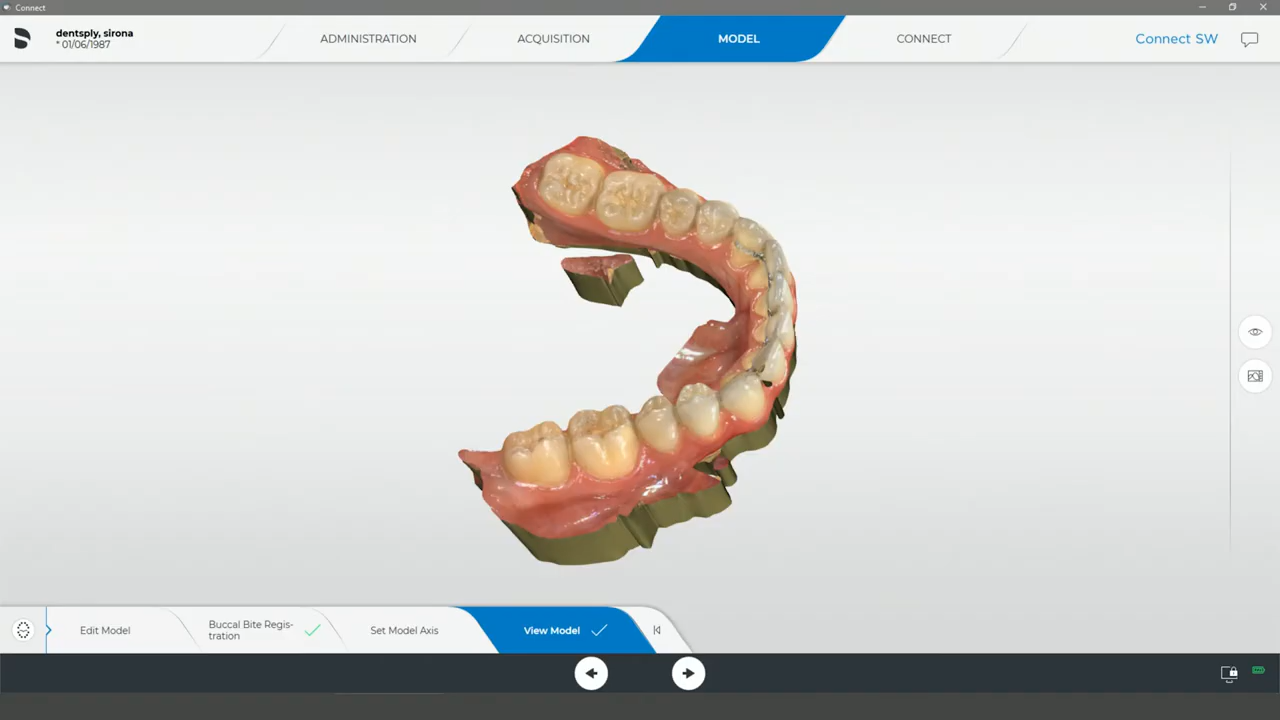 Connect
dentsply, sirona
* 01/06/1987
ADMINISTRATION
ACQUISITION
MODEL
CONNECT
Connect SW
Edit Model
Buccal Bite Regis-
tration
Set Model Axis
View Model